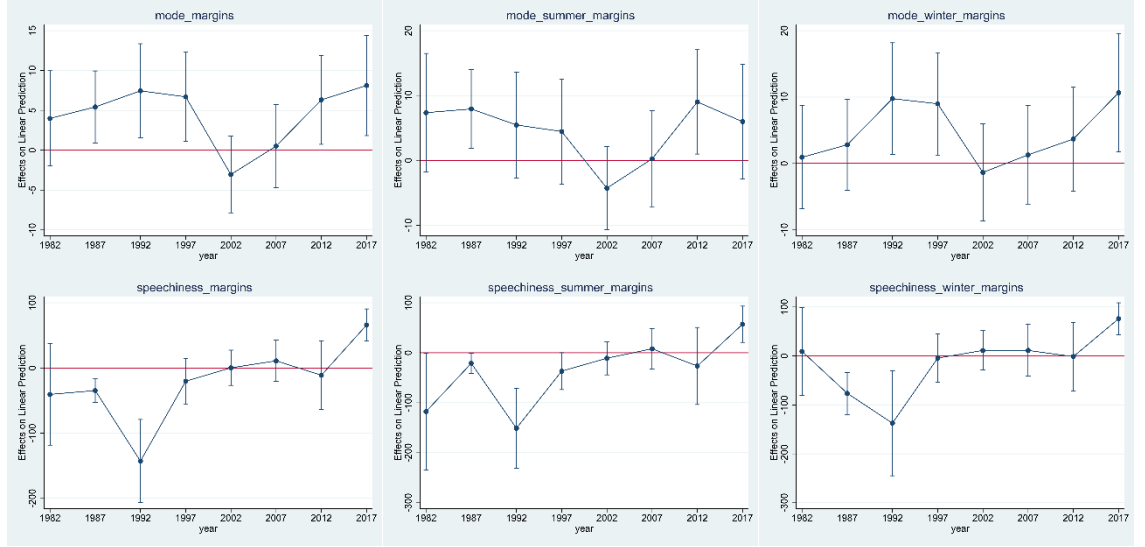 mode_margins
Effects on Linear Prediction
15
10
5
0
-5
-10
1982 1987 1992 1997 2002 2007 2012 2017
year
mode_summer_margins
Effects on Linear Prediction
20
10
0
-10
1982 1987 1992 1997 2002 2007 2012 2017
year
mode_winter_margins
Effects on Linear Prediction
20
10
0
-10
1982 1987 1992 1997 2002 2007 2012 2017
year
speechiness_margins
Effects on Linear Prediction
100
0
-100
-200
1982 1987 1992 1997 2002 2007 2012 2017
year
speechiness_summer_margins
Effects on Linear Prediction
100
0
-100
-200
-300
1982 1987 1992 1997 2002 2007 2012 2017
year
speechiness_winter_margins
Effects on Linear Prediction
100
0
-100
-200
-300
1982 1987 1992 1997 2002 2007 2012 2017
year